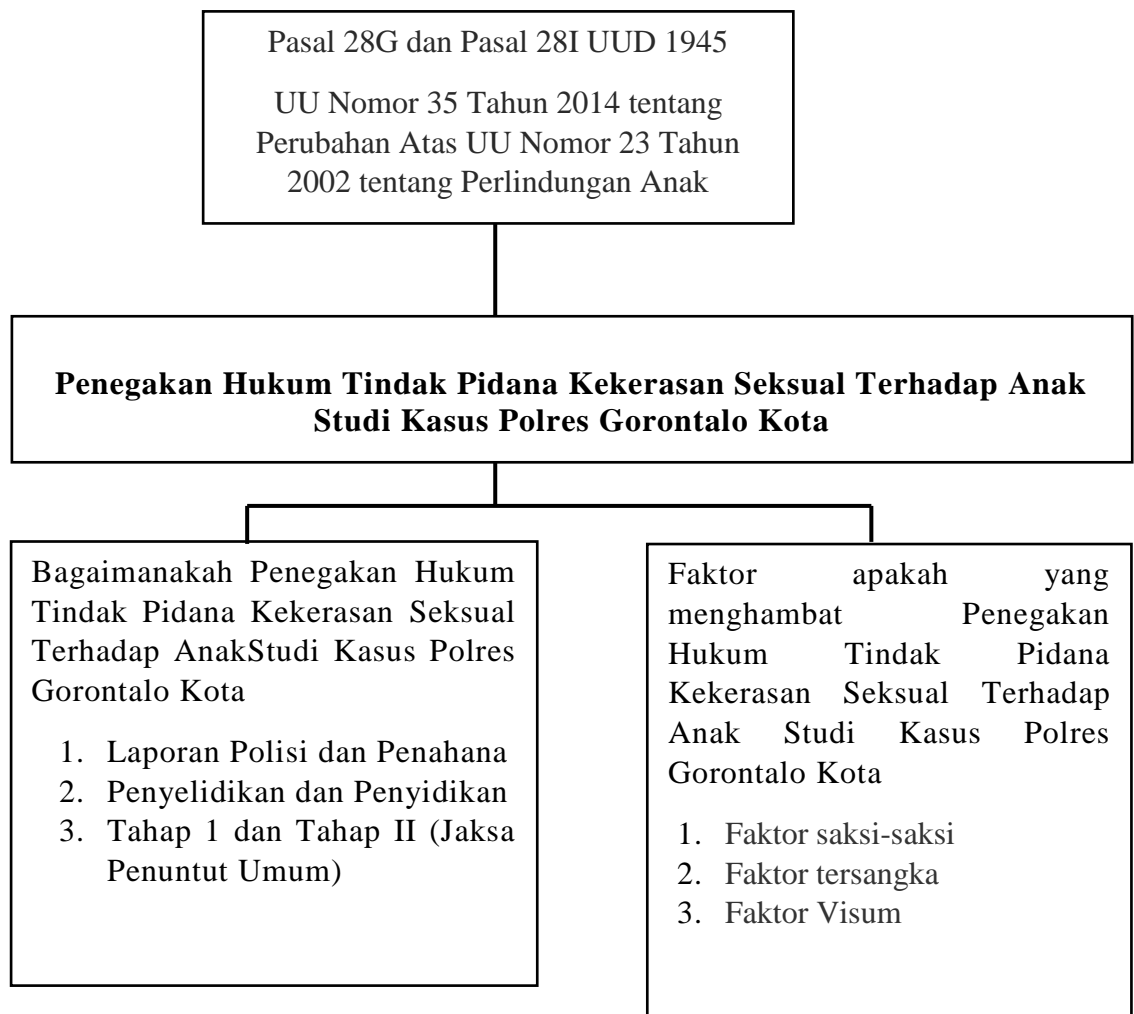 Pasal 28G dan Pasal 28I UUD 1945
UU Nomor 35 Tahun 2014 tentang
Perubahan Atas UU Nomor 23 Tahun
2002 tentang Perlindungan Anak
Penegakan Hukum Tindak Pidana Kekerasan Seksual Terhadap Anak
Studi Kasus Polres Gorontalo Kota
Bagaimanakah Penegakan Hukum
Tindak Pidana Kekerasan Seksual
Terhadap AnakStudi Kasus Polres
Gorontalo Kota
1. Laporan Polisi dan Penahana
2. Penyelidikan dan Penyidikan
3. Tahap 1 dan Tahap II (Jaksa
Penuntut Umum)
Faktor apakah yang
menghambat Penegakan
Hukum Tindak Pidana
Kekerasan Seksual Terhadap
Anak Studi Kasus Polres
Gorontalo Kota
1. Faktor saksi-saksi
2. Faktor tersangka
3. Faktor Visum